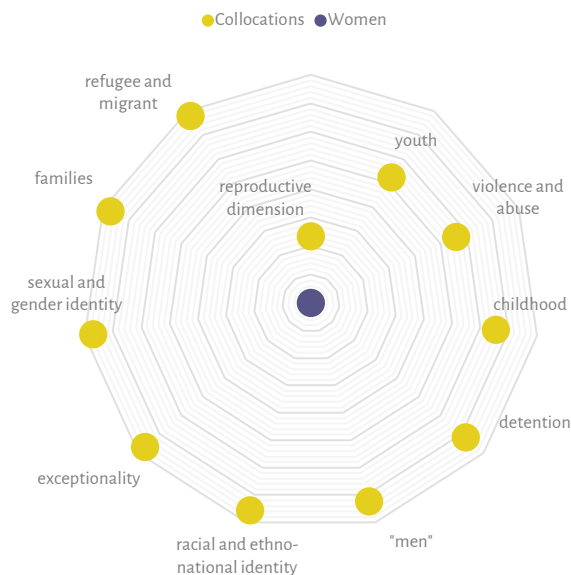 Collocations Women
refugee and
migrant
youth
families
reproductive
dimension
violence and
abuse
sexual and
gender identity
childhood
detention
exceptionality
"men"
racial and ethno-
national identity